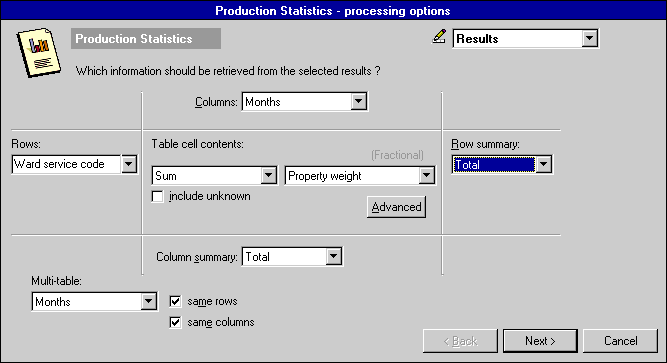 Production Statistics - processing options
Production Statistics
Results
Which information should be retrieved from the selected results ?
Columns: Months
Rows:
Table cell contents:
(Fractional)
Row summary:
Ward service code
Sum
Property weight
Total
include unknown
Advanced
Column summary: Total
Multi-table:
Months
same rows
same columns
< Back
Next >
Cancel